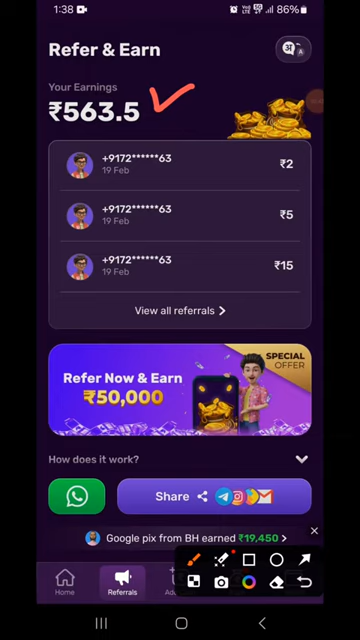 1:38
86%
Refer & Earn
अ A
Your Earnings
₹563.5
+9172******63
₹2
19 Feb
+9172******63
₹5
19 Feb
+9172******63
₹15
19 Feb
View all referrals
SPECIAL
OFFER
Refer Now & Earn
₹50,000
How does it work?
Share
Google pix from BH earned ₹19,450
Home
Referrals